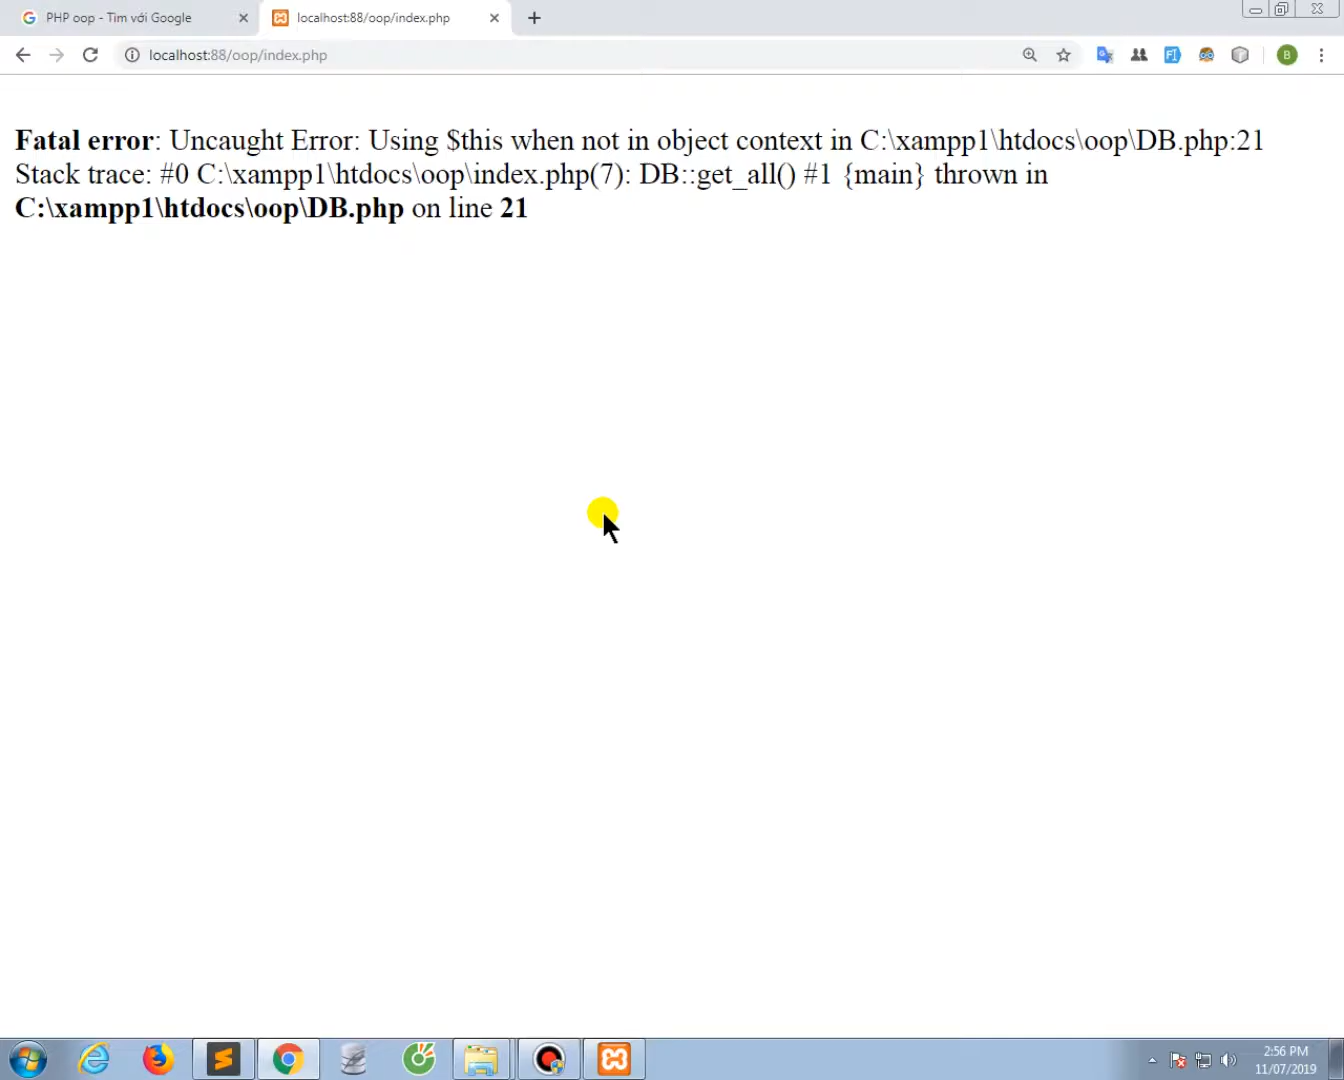 PHP oop - Tìm với Google
localhost:88/oop/index.php
localhost:88/oop/index.php
B
Fatal error: Uncaught Error: Using $this when not in object context in C:\xampp1\htdocs\oop\DB.php:21
Stack trace: #0 C:\xampp1\htdocs\oop\index.php(7): DB::get_all() #1 {main} thrown in
C:\xampp1\htdocs\oop\DB.php on line 21
2:56 PM
11/07/2019